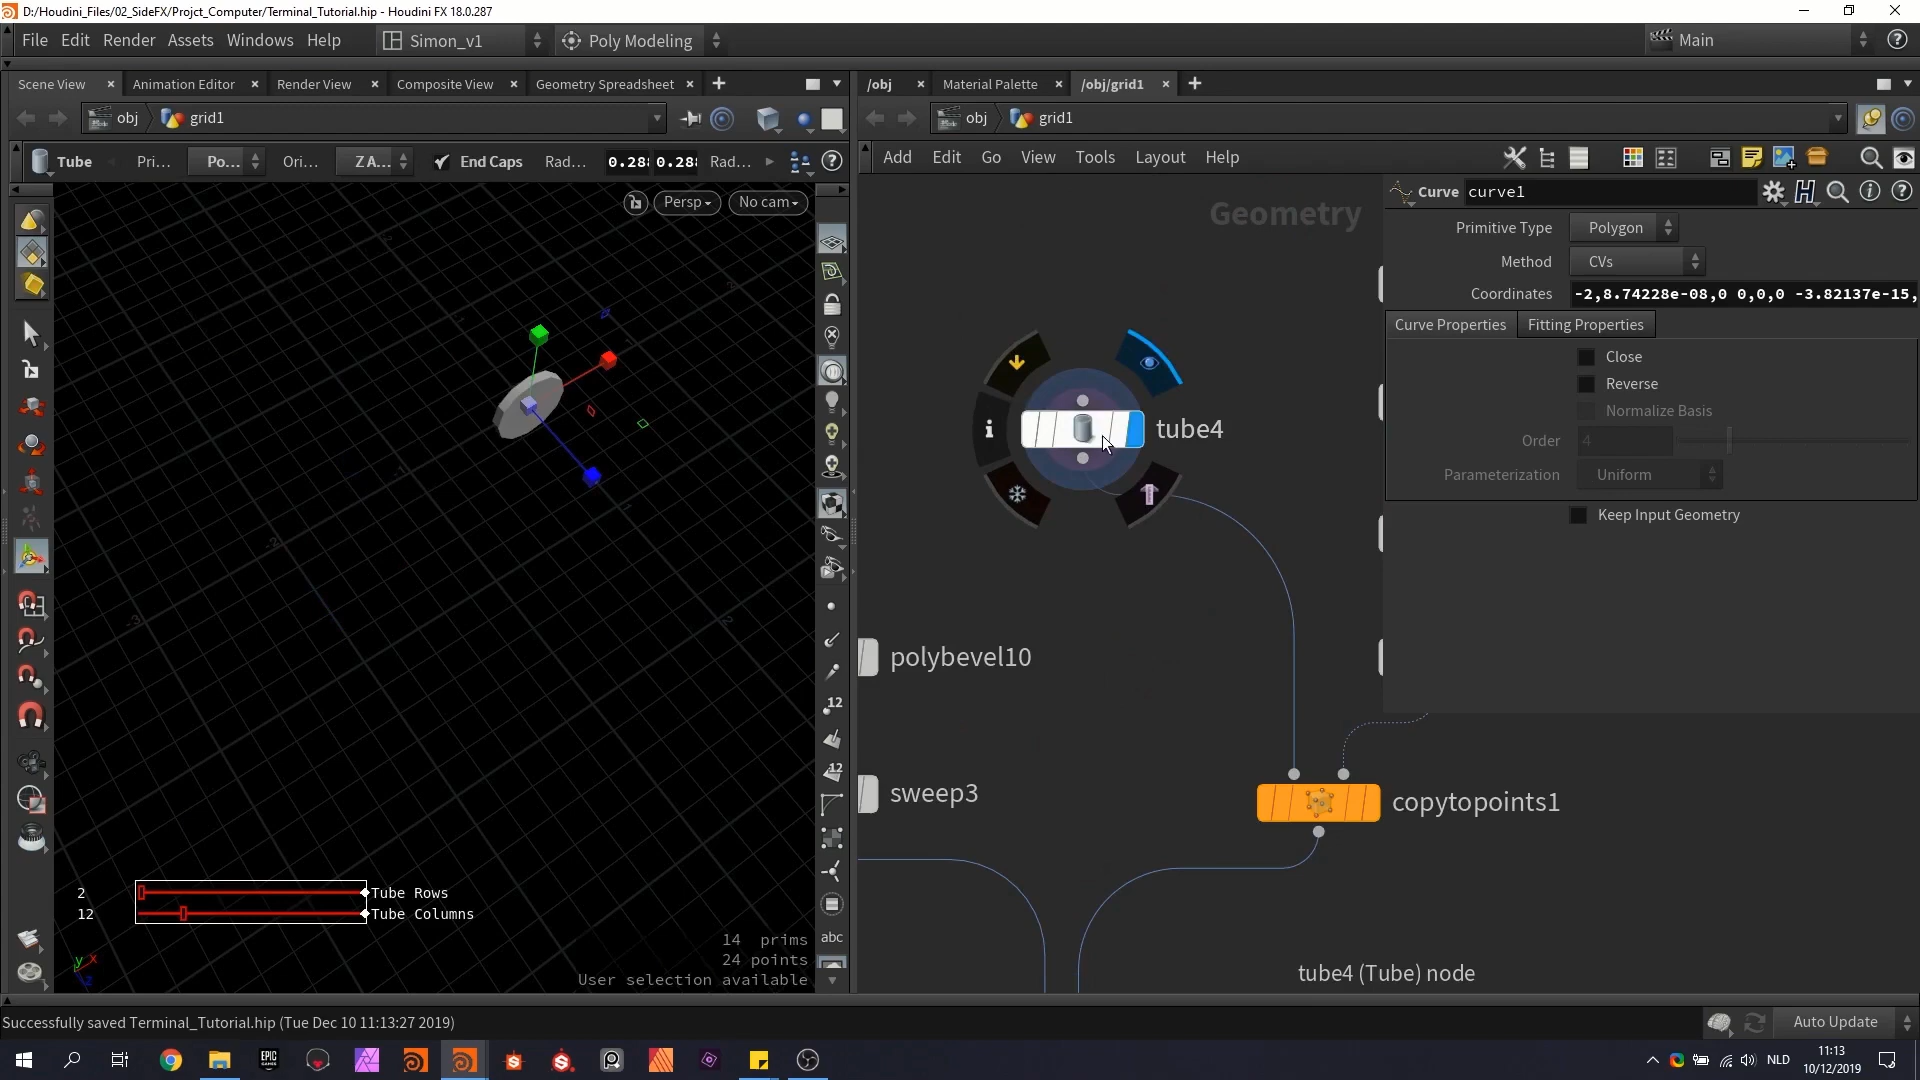 D:/Houdini_Files/02_SideFX/Projct_Computer/Terminal_Tutorial.hip - Houdini FX 18.0.287
File Edit Render Assets Windows Help Simon_v1 Poly Modeling Main
Scene View Animation Editor Render View Composite View Geometry Spreadsheet
/obj Material Palette /obj/grid1
obj grid1
obj grid1
Tube Pri... Po... Ori... Z A... End Caps Rad... 0.28 0.28 Rad...
Add Edit Go View Tools Layout Help
Persp No cam
Geometry
Curve curve1
Primitive Type Polygon
Method CVs
Coordinates -2,8.74228e-08,0 0,0,0 -3.82137e-15,
Curve Properties Fitting Properties
Close
Reverse
Normalize Basis
Order 4
Parameterization Uniform
Keep Input Geometry
tube4
polybevel10
sweep3
copytopoints1
tube4 (Tube) node
12
12
abc
2 Tube Rows
12 Tube Columns
14 prims
24 points
User selection available
Successfully saved Terminal_Tutorial.hip (Tue Dec 10 11:13:27 2019)
Auto Update
EPIC GAMES
NLD
11:13
10/12/2019